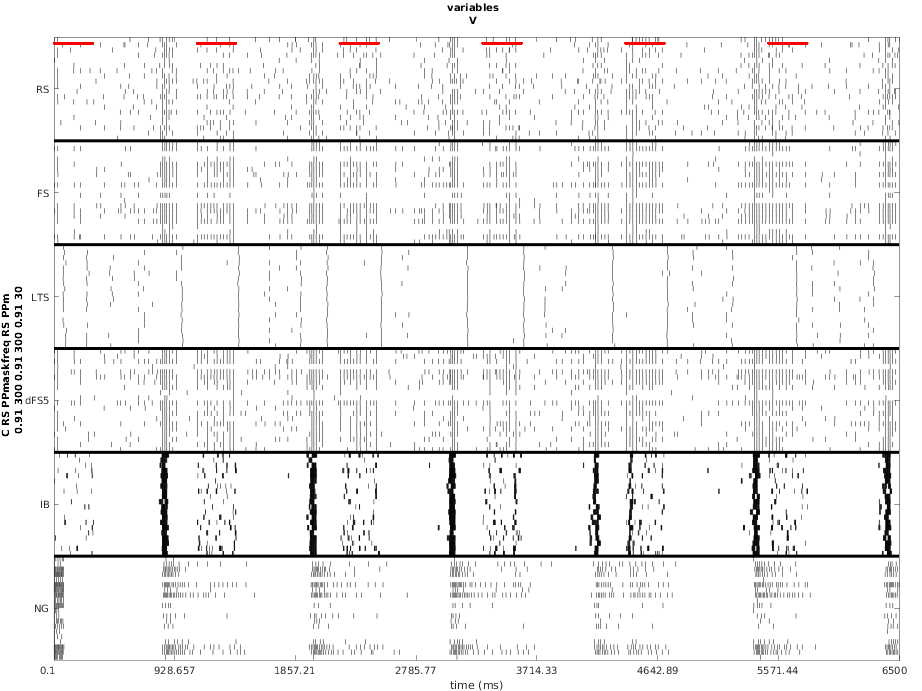 variables
V
RS
FS
LTS
dFS5
IB
NG
C RS PPmaskfreq RS PPm
0.91 300 0.91 300 0.91 30
0.1 928.657 1857.21 2785.77 3714.33 4642.89 5571.44 6500
time (ms)